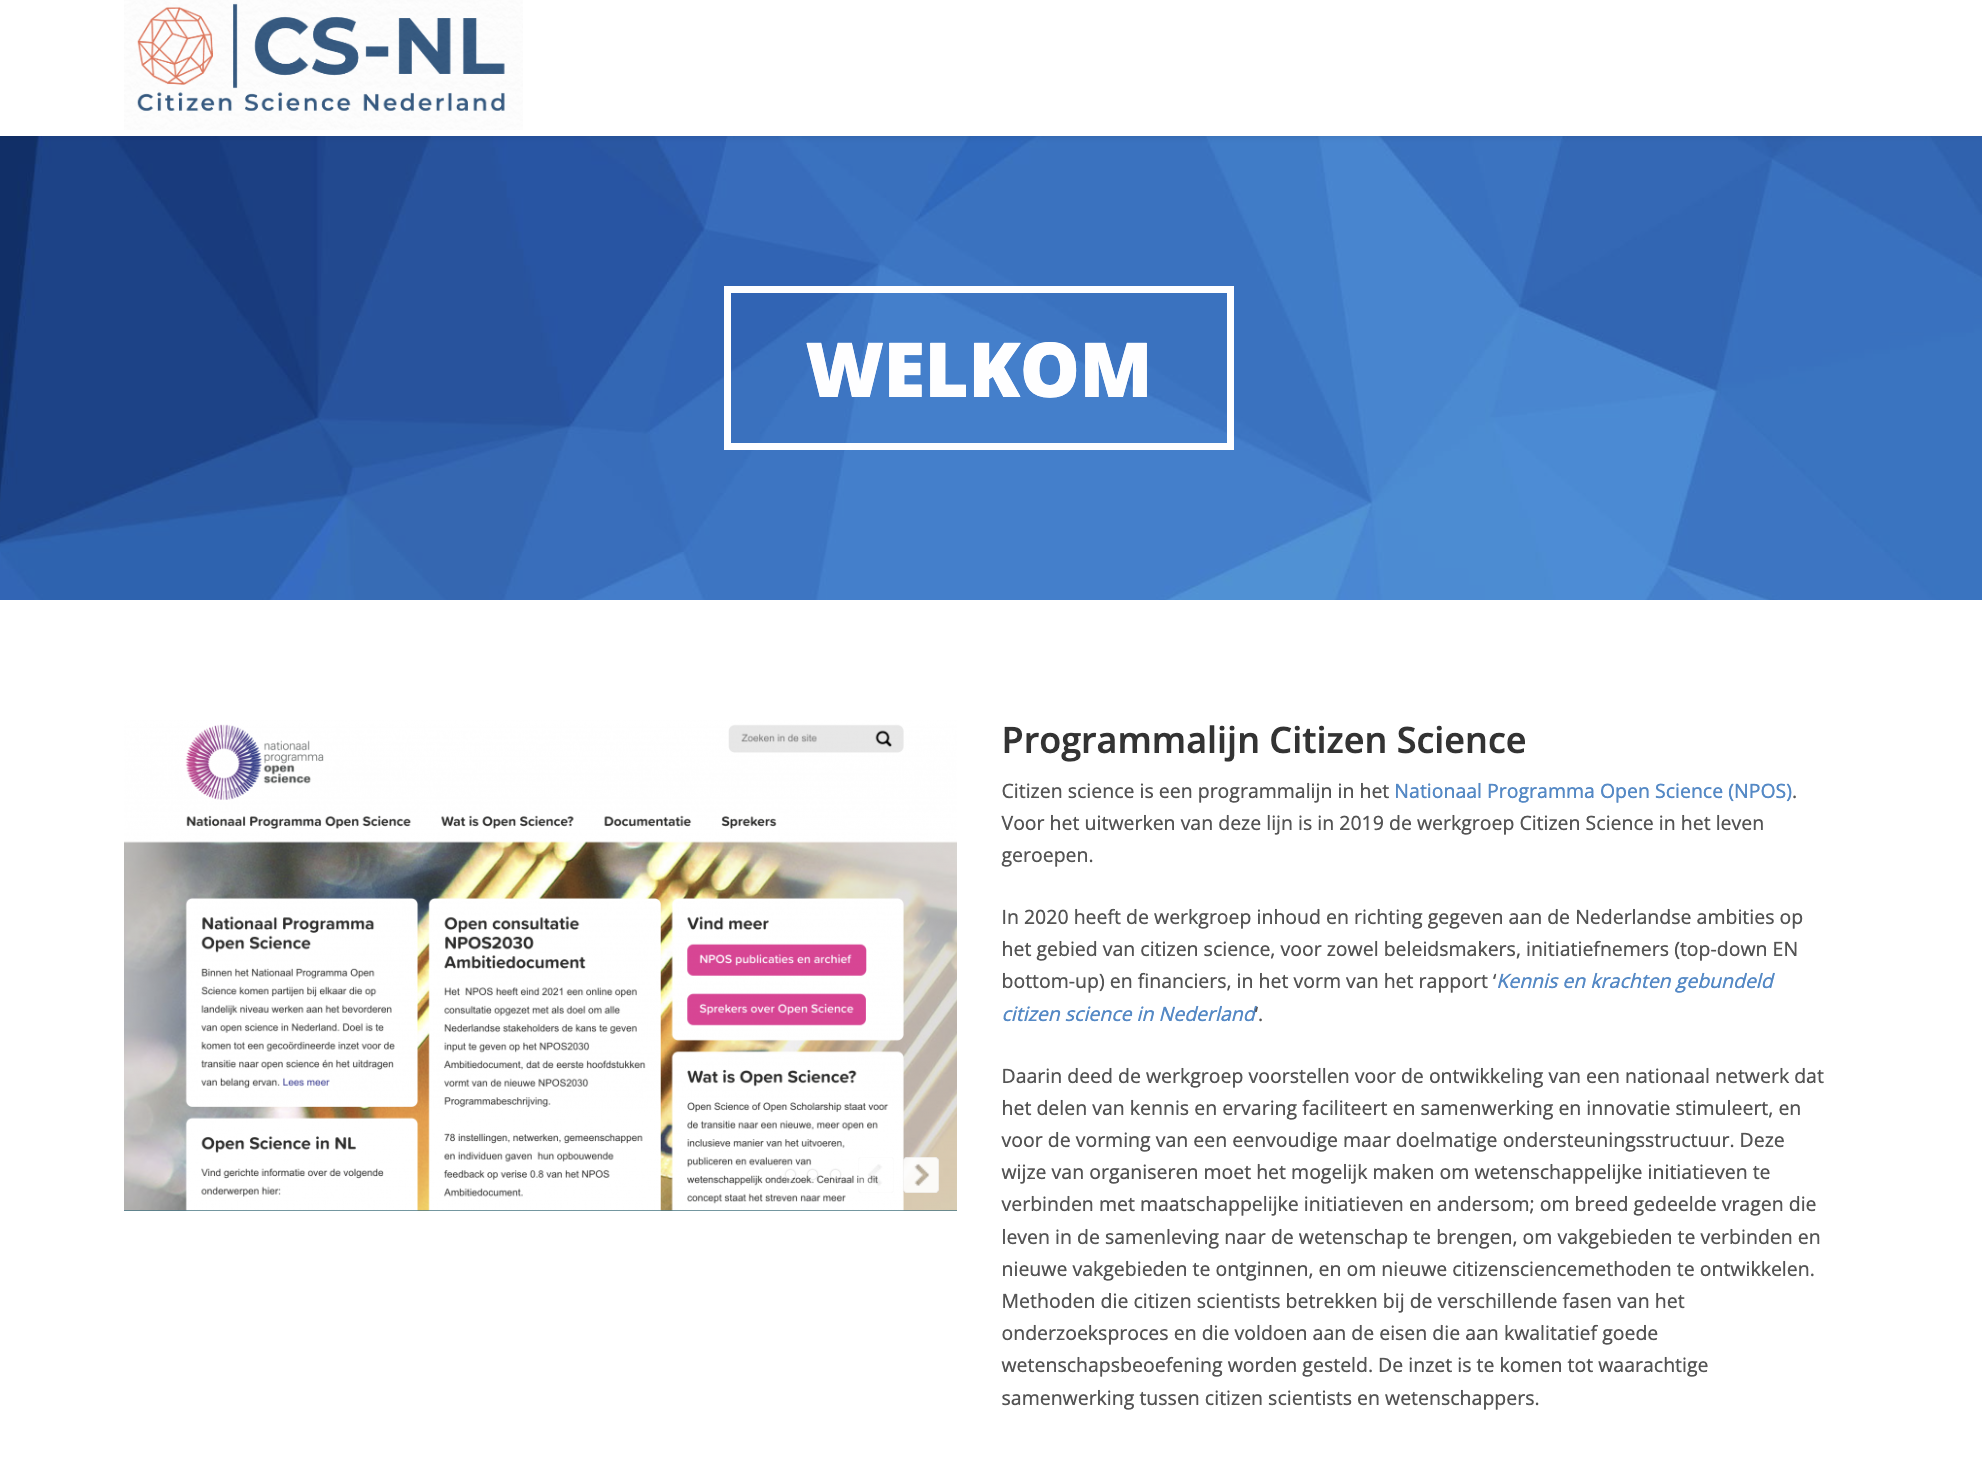 CS-NL
Citizen Science Nederland
WELKOM
nationaal
programma
open
science
Zoeken in de site
Nationaal Programma Open Science
Wat is Open Science?
Documentatie
Sprekers
Nationaal Programma
Open Science
Binnen het Nationaal Programma Open
Science komen partijen bij elkaar die op
landelijk niveau werken aan het bevorderen
van open science in Nederland. Doel is te
komen tot een gecoördineerde inzet voor de
transitie naar open science én het uitdragen
van belang ervan. Lees meer
Open Science in NL
Vind gerichte informatie over de volgende
onderwerpen hier:
Open consultatie
NPOS2030
Ambitiedocument
Het NPOS heeft eind 2021 een online open
consultatie opgezet met als doel om alle
Nederlandse stakeholders de kans te geven
input te geven op het NPOS2030
Ambitiedocument, dat de eerste hoofdstukken
vormt van de nieuwe NPOS2030
Programmabeschrijving.
78 instellingen, netwerken, gemeenschappen
en individuen gaven hun opbouwende
feedback op verise 0.8 van het NPOS
Ambitiedocument.
Vind meer
NPOS publicaties en archief
Sprekers over Open Science
Wat is Open Science?
Open Science of Open Scholarship staat voor
de transitie naar een nieuwe, meer open en
inclusieve manier van het uitvoeren,
publiceren en evalueren van
wetenschappelijk onderzoek. Centraal in dit
concept staat het streven naar meer
Programmalijn Citizen Science
Citizen science is een programmalijn in het Nationaal Programma Open Science (NPOS).
Voor het uitwerken van deze lijn is in 2019 de werkgroep Citizen Science in het leven
geroepen.
In 2020 heeft de werkgroep inhoud en richting gegeven aan de Nederlandse ambities op
het gebied van citizen science, voor zowel beleidsmakers, initiatiefnemers (top-down EN
bottom-up) en financiers, in het vorm van het rapport ‘Kennis en krachten gebundeld
citizen science in Nederland’.
Daarin deed de werkgroep voorstellen voor de ontwikkeling van een nationaal netwerk dat
het delen van kennis en ervaring faciliteert en samenwerking en innovatie stimuleert, en
voor de vorming van een eenvoudige maar doelmatige ondersteuningsstructuur. Deze
wijze van organiseren moet het mogelijk maken om wetenschappelijke initiatieven te
verbinden met maatschappelijke initiatieven en andersom; om breed gedeelde vragen die
leven in de samenleving naar de wetenschap te brengen, om vakgebieden te verbinden en
nieuwe vakgebieden te ontginnen, en om nieuwe citizensciencemethoden te ontwikkelen.
Methoden die citizen scientists betrekken bij de verschillende fasen van het
onderzoeksproces en die voldoen aan de eisen die aan kwalitatief goede
wetenschapsbeoefening worden gesteld. De inzet is te komen tot waarachtige
samenwerking tussen citizen scientists en wetenschappers.